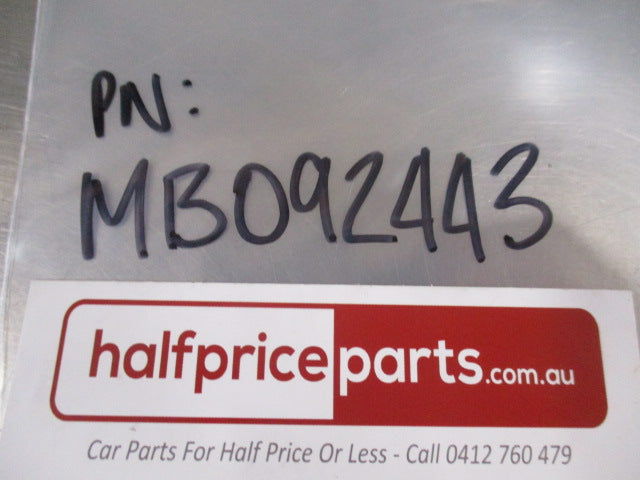 PN:
MB092443
halfpriceparts.com.au
Car Parts For Half Price Or Less - Call 0412 760 479